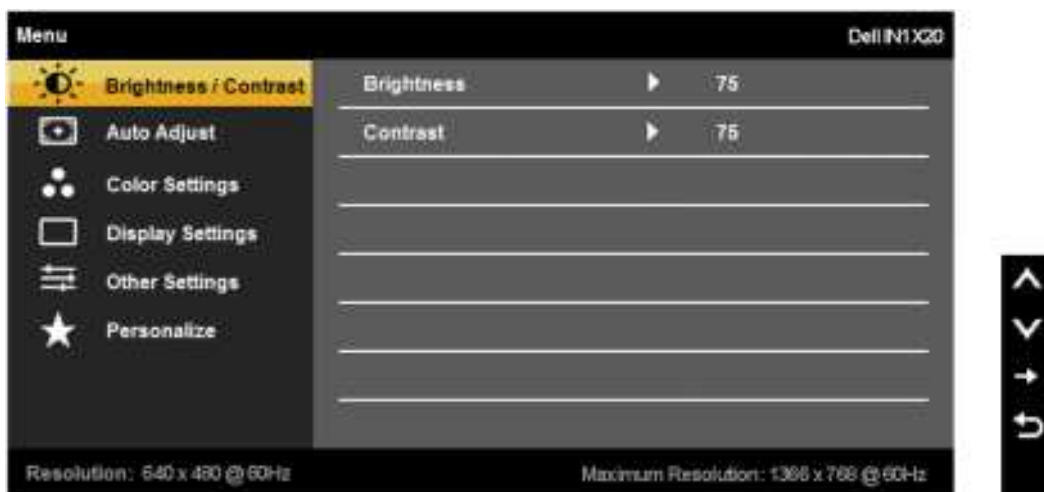 Menu Dell IN1X20
Brightness / Contrast Brightness 75
Auto Adjust Contrast 75
Color Settings
Display Settings
Other Settings
Personalize
Resolution: 640 x 480 @ 60Hz Maximum Resolution: 1366 x 768 @ 60Hz